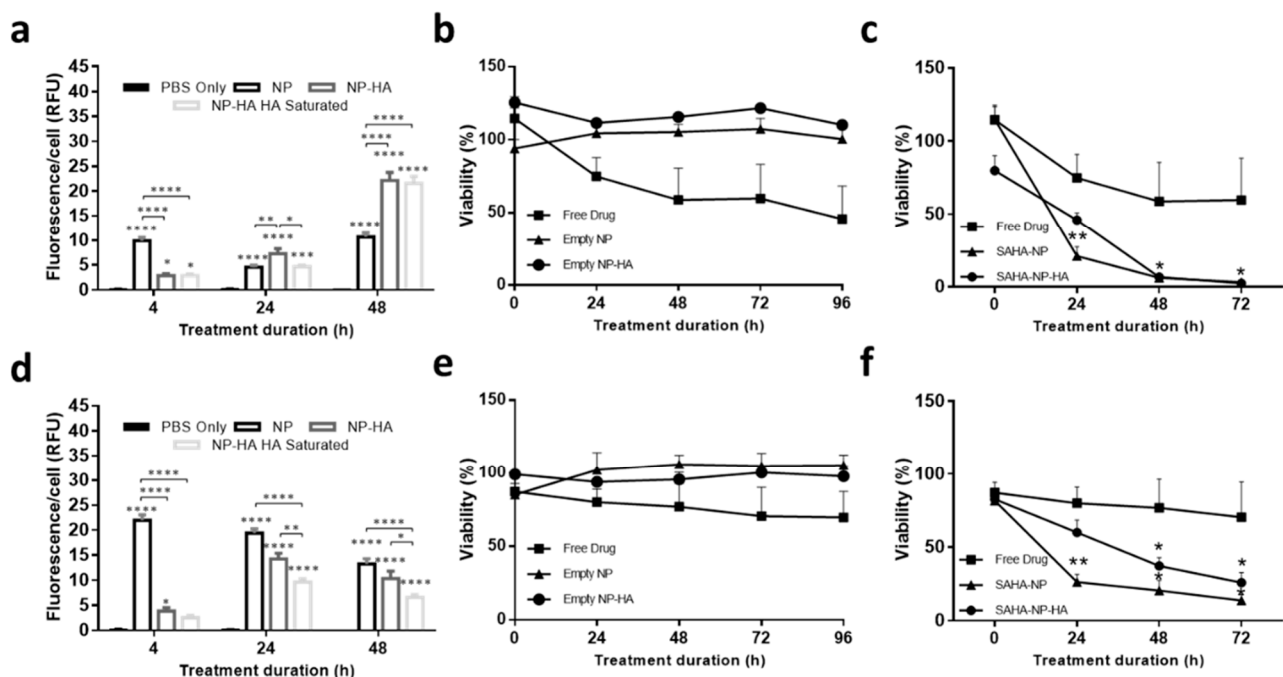 a
Fluorescence/cell (RFU)
45
40
35
30
25
20
15
10
5
0
PBS Only NP NP-HA
NP-HA HA Saturated
****
****
****
*
*
** *
****
**** ***
****
****
****
**** ****
4 24 48
Treatment duration (h)
b
Viability (%)
150
100
50
0
Free Drug
Empty NP
Empty NP-HA
0 24 48 72 96
Treatment duration (h)
c
Viability (%)
150
100
50
0
Free Drug
SAHA-NP
SAHA-NP-HA
**
*
*
0 24 48 72
Treatment duration (h)
d
Fluorescence/cell (RFU)
45
40
35
30
25
20
15
10
5
0
PBS Only NP NP-HA
NP-HA HA Saturated
****
****
****
*
****
**** **
****
****
****
**** *
****
****
4 24 48
Treatment duration (h)
e
Viability (%)
150
100
50
0
Free Drug
Empty NP
Empty NP-HA
0 24 48 72 96
Treatment duration (h)
f
Viability (%)
150
100
50
0
Free Drug
SAHA-NP
SAHA-NP-HA
**
*
*
*
*
0 24 48 72
Treatment duration (h)